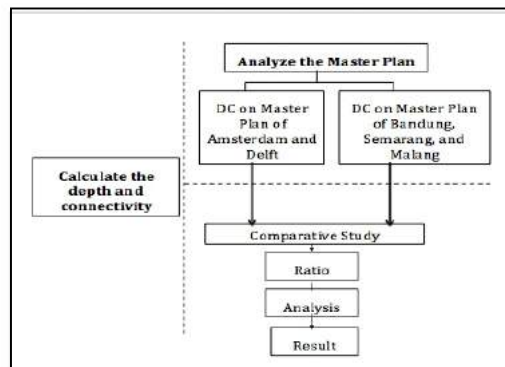 Analyze the Master Plan
DC on Master
Plan of
Amsterdam and
Delft
DC on Master Plan
of Bandung,
Semarang, and
Malang
Calculate the
depth and
connectivity
Comparative Study
Ratio
Analysis
Result